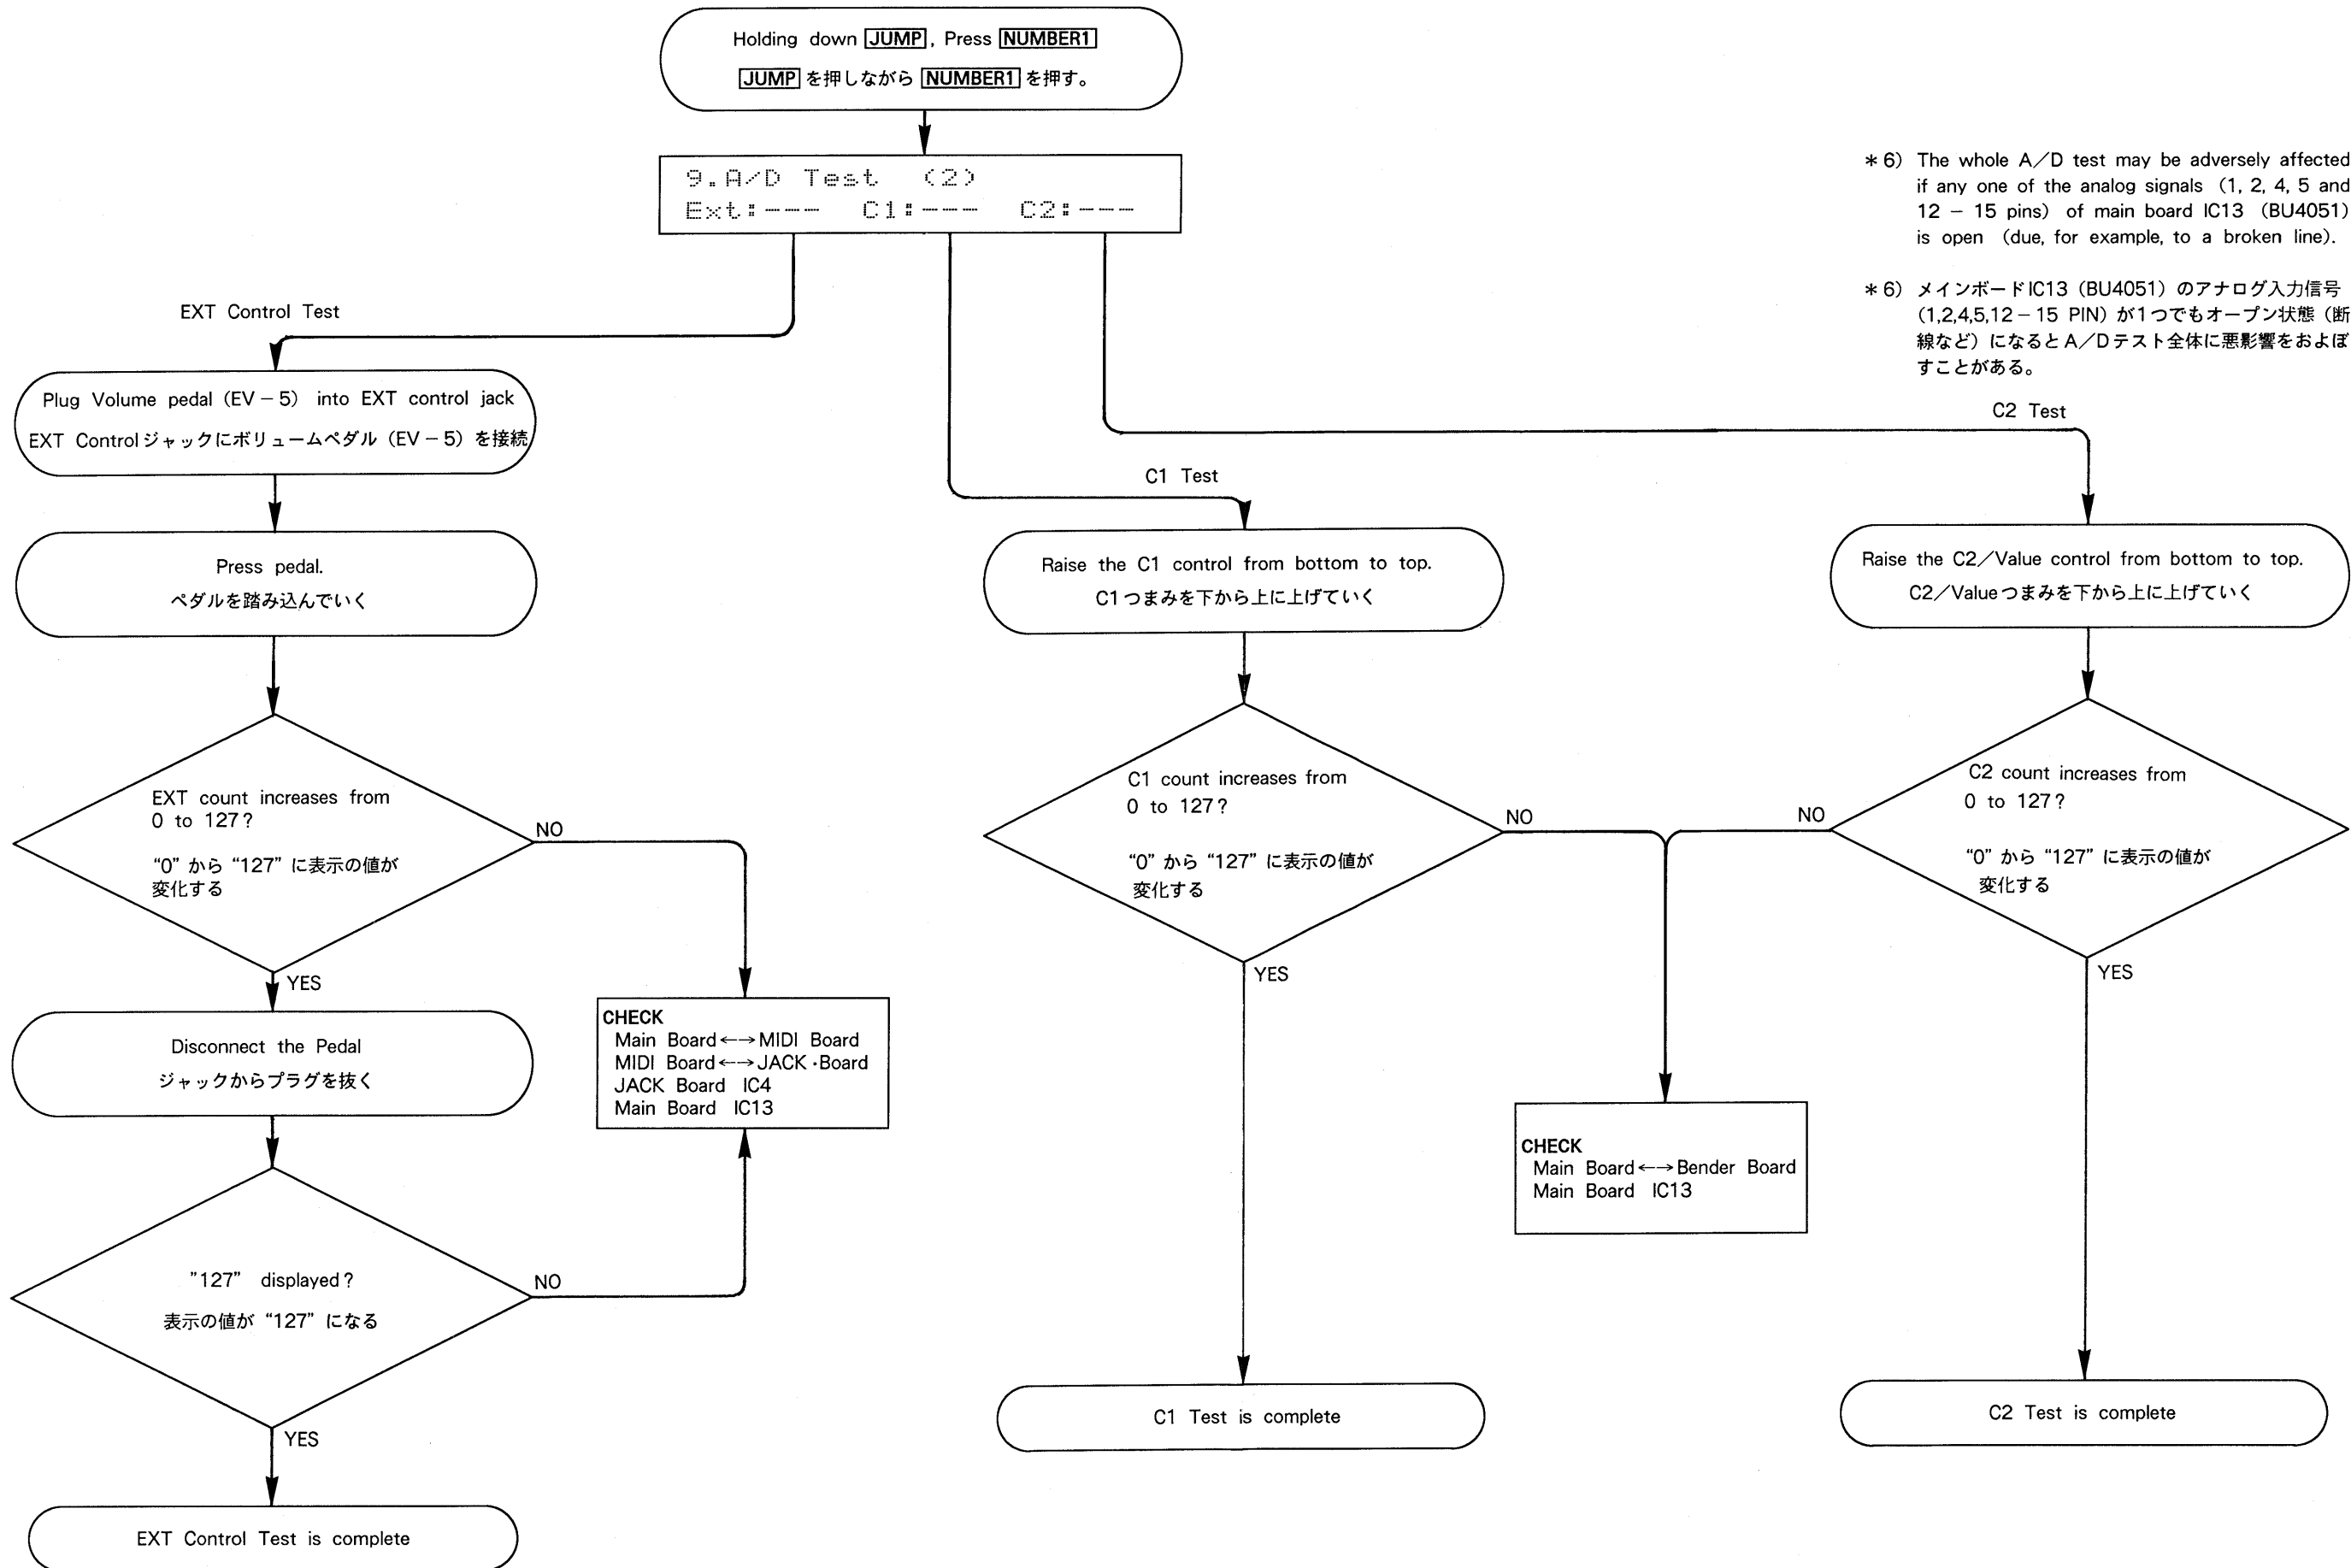 Holding down JUMP, Press NUMBER1
JUMP を押しながら NUMBER1 を押す。
9.A/D Test (2)
Ext:--- C1:--- C2:---
＊6) The whole A／D test may be adversely affected
if any one of the analog signals (1, 2, 4, 5 and
12 − 15 pins) of main board IC13 (BU4051)
is open (due, for example, to a broken line).
＊6) メインボードIC13（BU4051）のアナログ入力信号
（1,2,4,5,12 − 15 PIN）が1つでもオープン状態（断
線など）になるとA／Dテスト全体に悪影響をおよぼ
すことがある。
EXT Control Test
Plug Volume pedal (EV − 5) into EXT control jack
EXT Controlジャックにボリュームペダル（EV − 5）を接続
Press pedal.
ペダルを踏み込んでいく
EXT count increases from
0 to 127?
“0” から “127” に表示の値が
変化する
NO
YES
Disconnect the Pedal
ジャックからプラグを抜く
CHECK
Main Board←→MIDI Board
MIDI Board←→JACK・Board
JACK Board IC4
Main Board IC13
”127” displayed?
表示の値が “127” になる
NO
YES
EXT Control Test is complete
C1 Test
Raise the C1 control from bottom to top.
C1つまみを下から上に上げていく
C1 count increases from
0 to 127?
“0” から “127” に表示の値が
変化する
NO
YES
C1 Test is complete
C2 Test
Raise the C2／Value control from bottom to top.
C2／Valueつまみを下から上に上げていく
C2 count increases from
0 to 127?
“0” から “127” に表示の値が
変化する
NO
YES
CHECK
Main Board←→Bender Board
Main Board IC13
C2 Test is complete